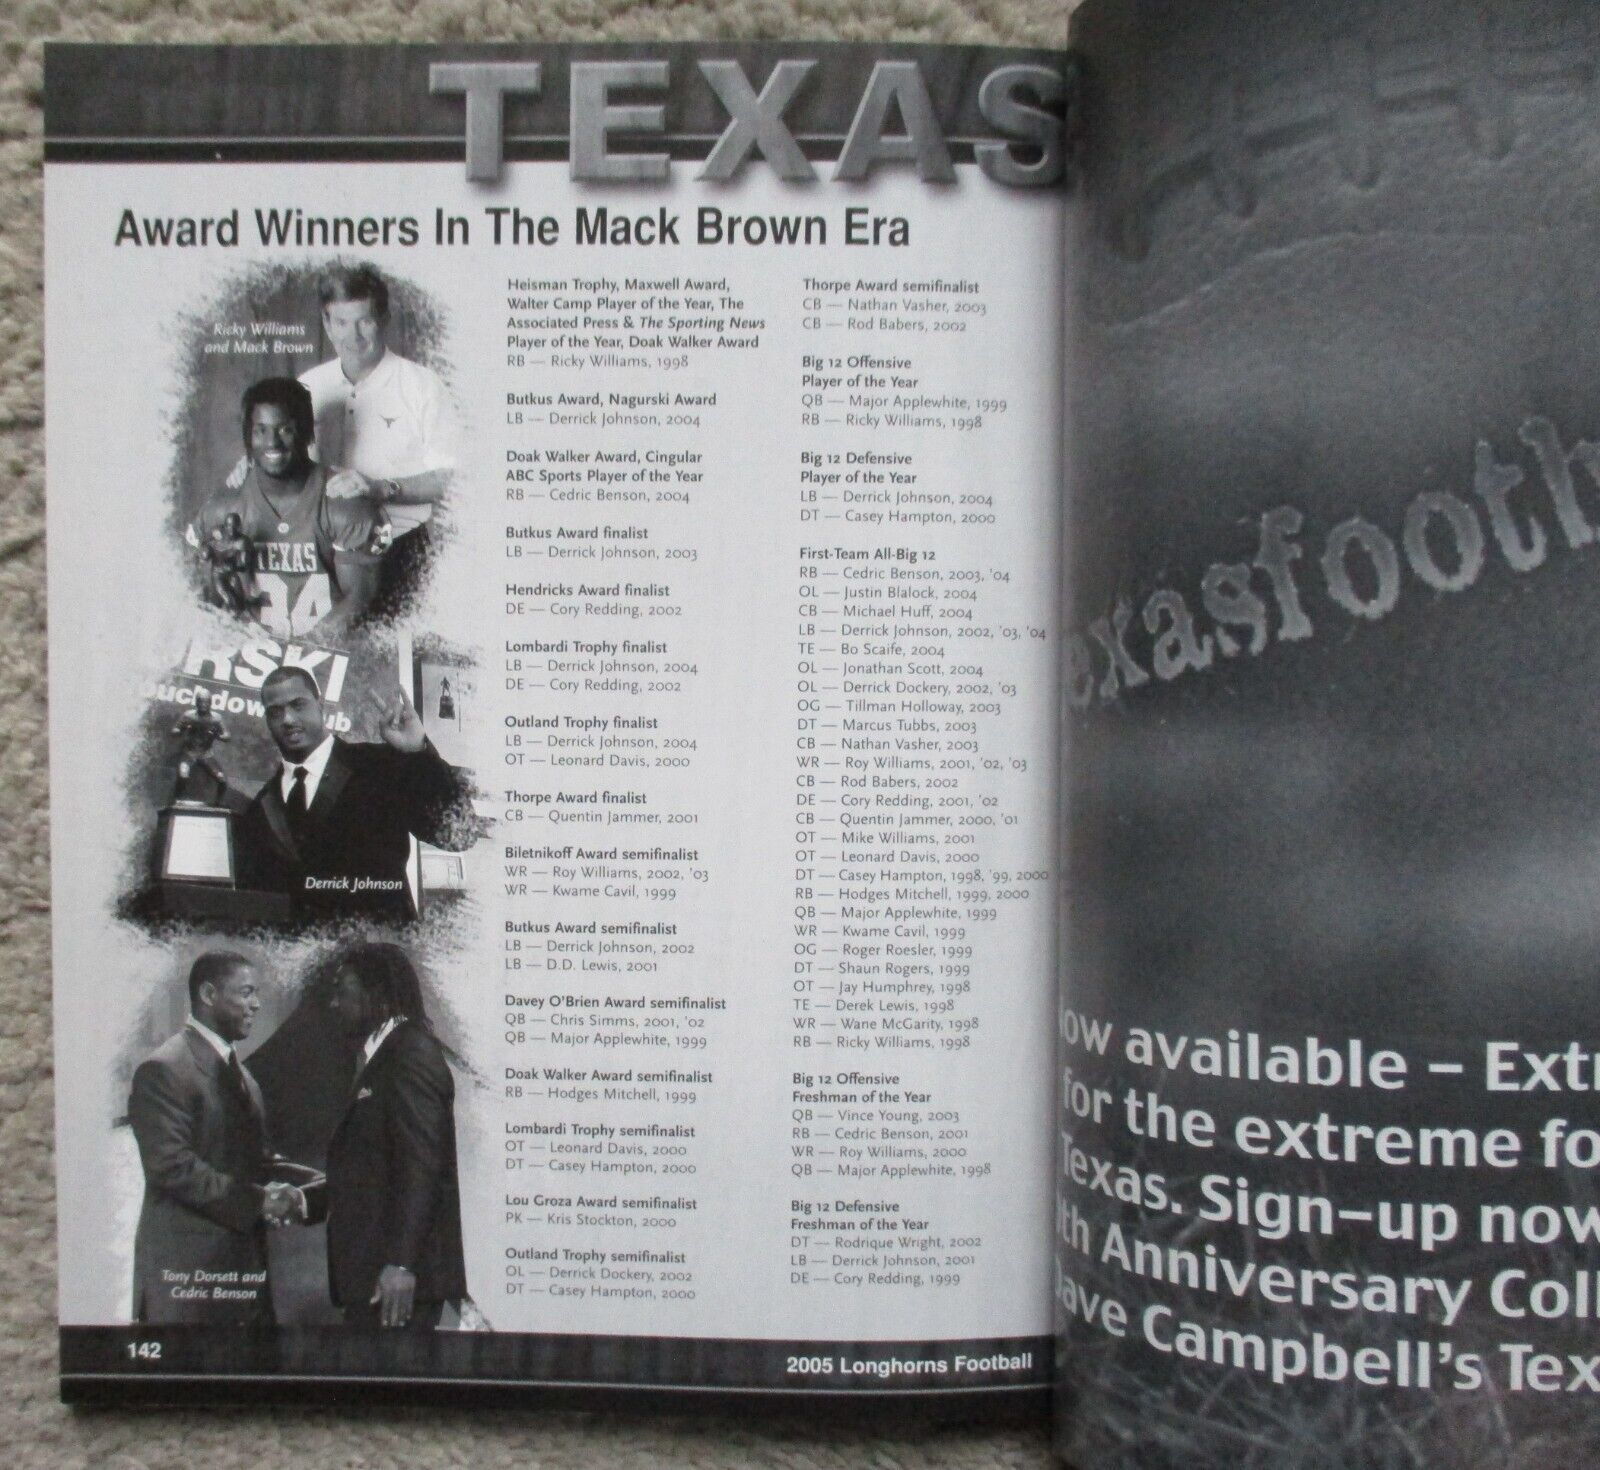 TEXAS
Award Winners In The Mack Brown Era
Ricky Williams
and Mack Brown
TEXAS
34
RSKI
Derrick Johnson
Tony Dorsett and
Cedric Benson
Heisman Trophy, Maxwell Award,
Walter Camp Player of the Year, The
Associated Press & The Sporting News
Player of the Year, Doak Walker Award
RB — Ricky Williams, 1998
Butkus Award, Nagurski Award
LB — Derrick Johnson, 2004
Doak Walker Award, Cingular
ABC Sports Player of the Year
RB — Cedric Benson, 2004
Butkus Award finalist
LB — Derrick Johnson, 2003
Hendricks Award finalist
DE — Cory Redding, 2002
Lombardi Trophy finalist
LB — Derrick Johnson, 2004
DE — Cory Redding, 2002
Outland Trophy finalist
LB — Derrick Johnson, 2004
OT — Leonard Davis, 2000
Thorpe Award finalist
CB — Quentin Jammer, 2001
Biletnikoff Award semifinalist
WR — Roy Williams, 2002, '03
WR — Kwame Cavil, 1999
Butkus Award semifinalist
LB — Derrick Johnson, 2002
LB — D.D. Lewis, 2001
Davey O'Brien Award semifinalist
QB — Chris Simms, 2001, '02
QB — Major Applewhite, 1999
Doak Walker Award semifinalist
RB — Hodges Mitchell, 1999
Lombardi Trophy semifinalist
OT — Leonard Davis, 2000
DT — Casey Hampton, 2000
Lou Groza Award semifinalist
PK — Kris Stockton, 2000
Outland Trophy semifinalist
OL — Derrick Dockery, 2002
DT — Casey Hampton, 2000
Thorpe Award semifinalist
CB — Nathan Vasher, 2003
CB — Rod Babers, 2002
Big 12 Offensive
Player of the Year
QB — Major Applewhite, 1999
RB — Ricky Williams, 1998
Big 12 Defensive
Player of the Year
LB — Derrick Johnson, 2004
DT — Casey Hampton, 2000
First-Team All-Big 12
RB — Cedric Benson, 2003, '04
OL — Justin Blalock, 2004
CB — Michael Huff, 2004
LB — Derrick Johnson, 2002, '03, '04
TE — Bo Scaife, 2004
OL — Jonathan Scott, 2004
OL — Derrick Dockery, 2002, '03
OG — Tillman Holloway, 2003
DT — Marcus Tubbs, 2003
CB — Nathan Vasher, 2003
WR — Roy Williams, 2001, '02, '03
CB — Rod Babers, 2002
DE — Cory Redding, 2001, '02
CB — Quentin Jammer, 2000, '01
OT — Mike Williams, 2001
OT — Leonard Davis, 2000
DT — Casey Hampton, 1998, '99, 2000
RB — Hodges Mitchell, 1999, 2000
QB — Major Applewhite, 1999
WR — Kwame Cavil, 1999
OG — Roger Roesler, 1999
DT — Shaun Rogers, 1999
OT — Jay Humphrey, 1998
TE — Derek Lewis, 1998
WR — Wane McGarity, 1998
RB — Ricky Williams, 1998
Big 12 Offensive
Freshman of the Year
QB — Vince Young, 2003
RB — Cedric Benson, 2001
WR — Roy Williams, 2000
QB — Major Applewhite, 1998
Big 12 Defensive
Freshman of the Year
DT — Rodrique Wright, 2002
LB — Derrick Johnson, 2001
DE — Cory Redding, 1999
142
2005 Longhorns Football
exasfootb
ow available – Extr
for the extreme fo
Texas. Sign-up now
th Anniversary Coll
Dave Campbell's Tex